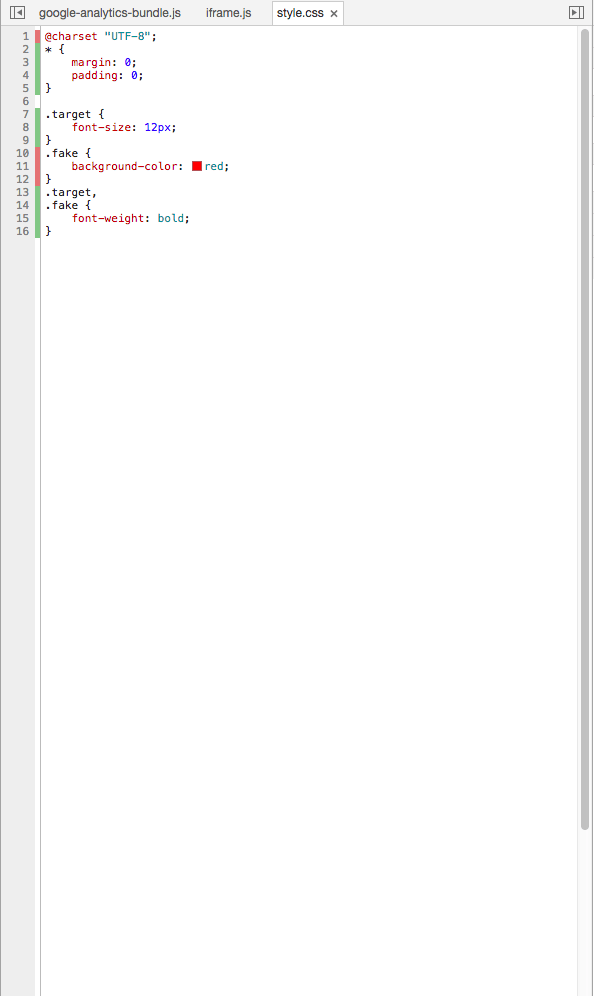 google-analytics-bundle.js iframe.js style.css ×
1 @charset "UTF-8";
2 * {
3     margin: 0;
4     padding: 0;
5 }
6
7 .target {
8     font-size: 12px;
9 }
10 .fake {
11     background-color: red;
12 }
13 .target,
14 .fake {
15     font-weight: bold;
16 }